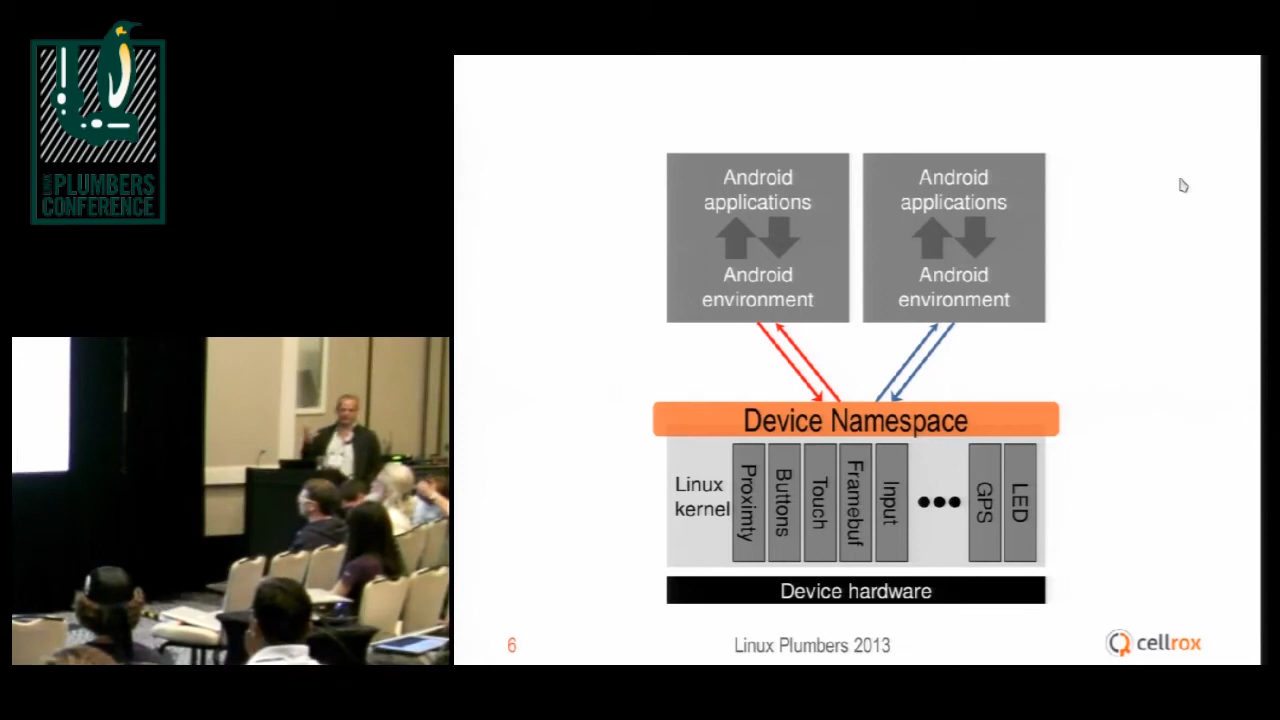 LINUX PLUMBERS
CONFERENCE
Android
applications
Android
environment
Android
applications
Android
environment
Device Namespace
Linux
kernel
Proximty
Buttons
Touch
Framebuf
Input
GPS
LED
Device hardware
6
Linux Plumbers 2013
cellrox